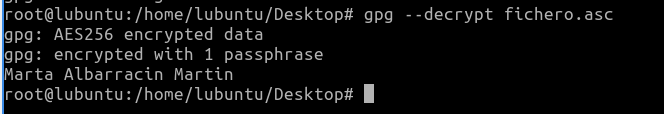 root@lubuntu:/home/lubuntu/Desktop# gpg --decrypt fichero.asc
gpg: AES256 encrypted data
gpg: encrypted with 1 passphrase
Marta Albarracin Martin
root@lubuntu:/home/lubuntu/Desktop#